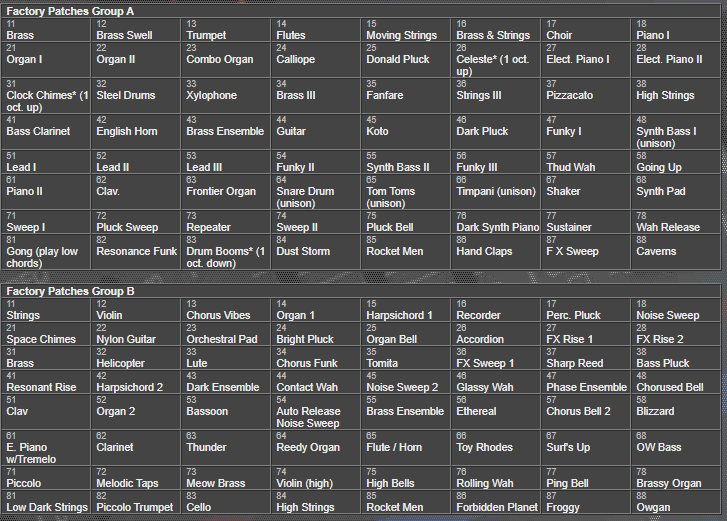 Factory Patches Group A
11 12 13 14 15 16 17 18
Brass Brass Swell Trumpet Flutes Moving Strings Brass & Strings Choir Piano I
21 22 23 24 25 26 27 28
Organ I Organ II Combo Organ Calliope Donald Pluck Celeste* (1 oct. Elect. Piano I Elect. Piano II
up)
31 32 33 34 35 36 37 38
Clock Chimes* (1 Steel Drums Xylophone Brass III Fanfare Strings III Pizzacato High Strings
oct. up)
41 42 43 44 45 46 47 48
Bass Clarinet English Horn Brass Ensemble Guitar Koto Dark Pluck Funky I Synth Bass I
(unison)
51 52 53 54 55 56 57 58
Lead I Lead II Lead III Funky II Synth Bass II Funky III Thud Wah Going Up
61 62 63 64 65 66 67 68
Piano II Clav. Frontier Organ Snare Drum Tom Toms Timpani (unison) Shaker Synth Pad
(unison) (unison)
71 72 73 74 75 76 77 78
Sweep I Pluck Sweep Repeater Sweep II Pluck Bell Dark Synth Piano Sustainer Wah Release
81 82 83 84 85 86 87 88
Gong (play low Resonance Funk Drum Booms* (1 Dust Storm Rocket Men Hand Claps F X Sweep Caverns
chords) oct. down)
Factory Patches Group B
11 12 13 14 15 16 17 18
Strings Violin Chorus Vibes Organ 1 Harpsichord 1 Recorder Perc. Pluck Noise Sweep
21 22 23 24 25 26 27 28
Space Chimes Nylon Guitar Orchestral Pad Bright Pluck Organ Bell Accordion FX Rise 1 FX Rise 2
31 32 33 34 35 36 37 38
Brass Helicopter Lute Chorus Funk Tomita FX Sweep 1 Sharp Reed Bass Pluck
41 42 43 44 45 46 47 48
Resonant Rise Harpsichord 2 Dark Ensemble Contact Wah Noise Sweep 2 Glassy Wah Phase Ensemble Chorused Bell
51 52 53 54 55 56 57 58
Clav Organ 2 Bassoon Auto Release Brass Ensemble Ethereal Chorus Bell 2 Blizzard
Noise Sweep
61 62 63 64 65 66 67 68
E. Piano Clarinet Thunder Reedy Organ Flute / Horn Toy Rhodes Surf's Up OW Bass
w/Tremelo
71 72 73 74 75 76 77 78
Piccolo Melodic Taps Meow Brass Violin (high) High Bells Rolling Wah Ping Bell Brassy Organ
81 82 83 84 85 86 87 88
Low Dark Strings Piccolo Trumpet Cello High Strings Rocket Men Forbidden Planet Froggy Owgan